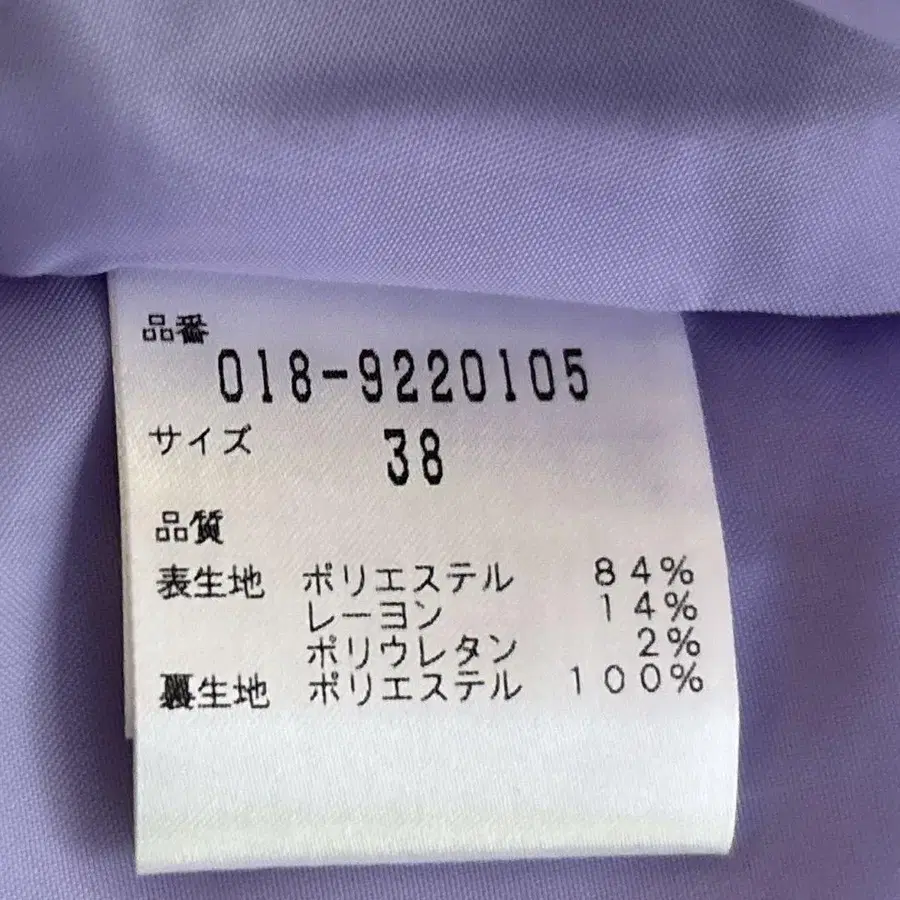 品番
018-9220105
サイズ 38
品質
表生地 ポリエステル 84%
レーヨン 14%
ポリウレタン 2%
裏生地 ポリエステル 100%